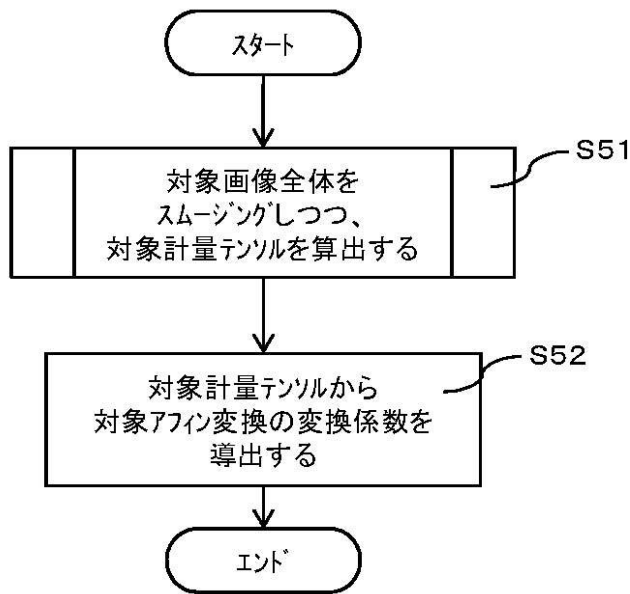 スタート
S51
対象画像全体を
スムージングしつつ、
対象計量テンソルを算出する
S52
対象計量テンソルから
対象アフィン変換の変換係数を
導出する
エンド